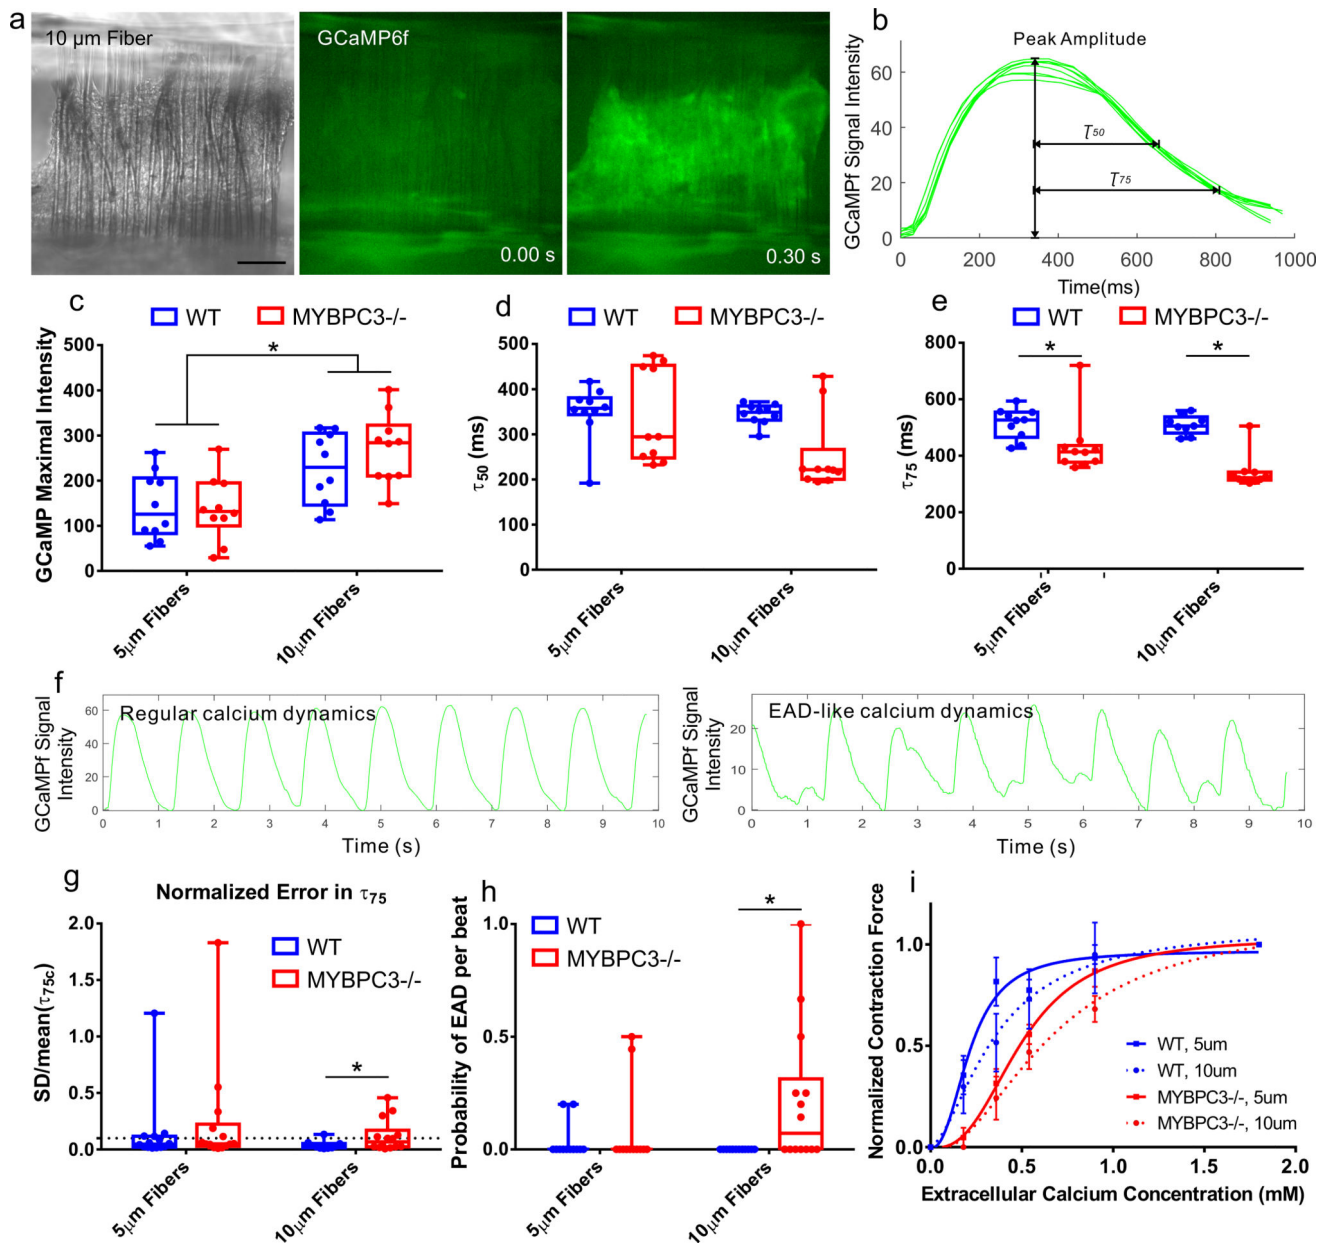 a
10 μm Fiber
GCaMP6f
0.00 s
0.30 s
b
Peak Amplitude
GCaMPf Signal Intensity
60
40
20
0
τ50
τ75
0 200 400 600 800 1000
Time(ms)
c
WT MYBPC3-/-
GCaMP Maximal Intensity
500
400
300
200
100
0
*
5μm Fibers
10μm Fibers
d
WT MYBPC3-/-
τ50 (ms)
500
400
300
200
100
0
5μm Fibers
10μm Fibers
e
WT MYBPC3-/-
τ75 (ms)
800
600
400
200
0
* *
5μm Fibers
10μm Fibers
f
Regular calcium dynamics
GCaMPf Signal
Intensity
60
40
20
0
0 1 2 3 4 5 6 7 8 9 10
Time (s)
EAD-like calcium dynamics
GCaMPf Signal
Intensity
20
10
0
0 1 2 3 4 5 6 7 8 9 10
Time (s)
g
Normalized Error in τ75
SD/mean(τ75c)
2.0
1.5
1.0
0.5
0.0
WT
MYBPC3-/-
*
5μm Fibers
10μm Fibers
h
Probability of EAD per beat
1.0
0.5
0.0
WT
MYBPC3-/-
*
5μm Fibers
10μm Fibers
i
Normalized Contraction Force
1.0
0.5
0.0
WT, 5um
WT, 10um
MYBPC3-/-, 5um
MYBPC3-/-, 10um
0.0 0.5 1.0 1.5 2.0
Extracellular Calcium Concentration (mM)